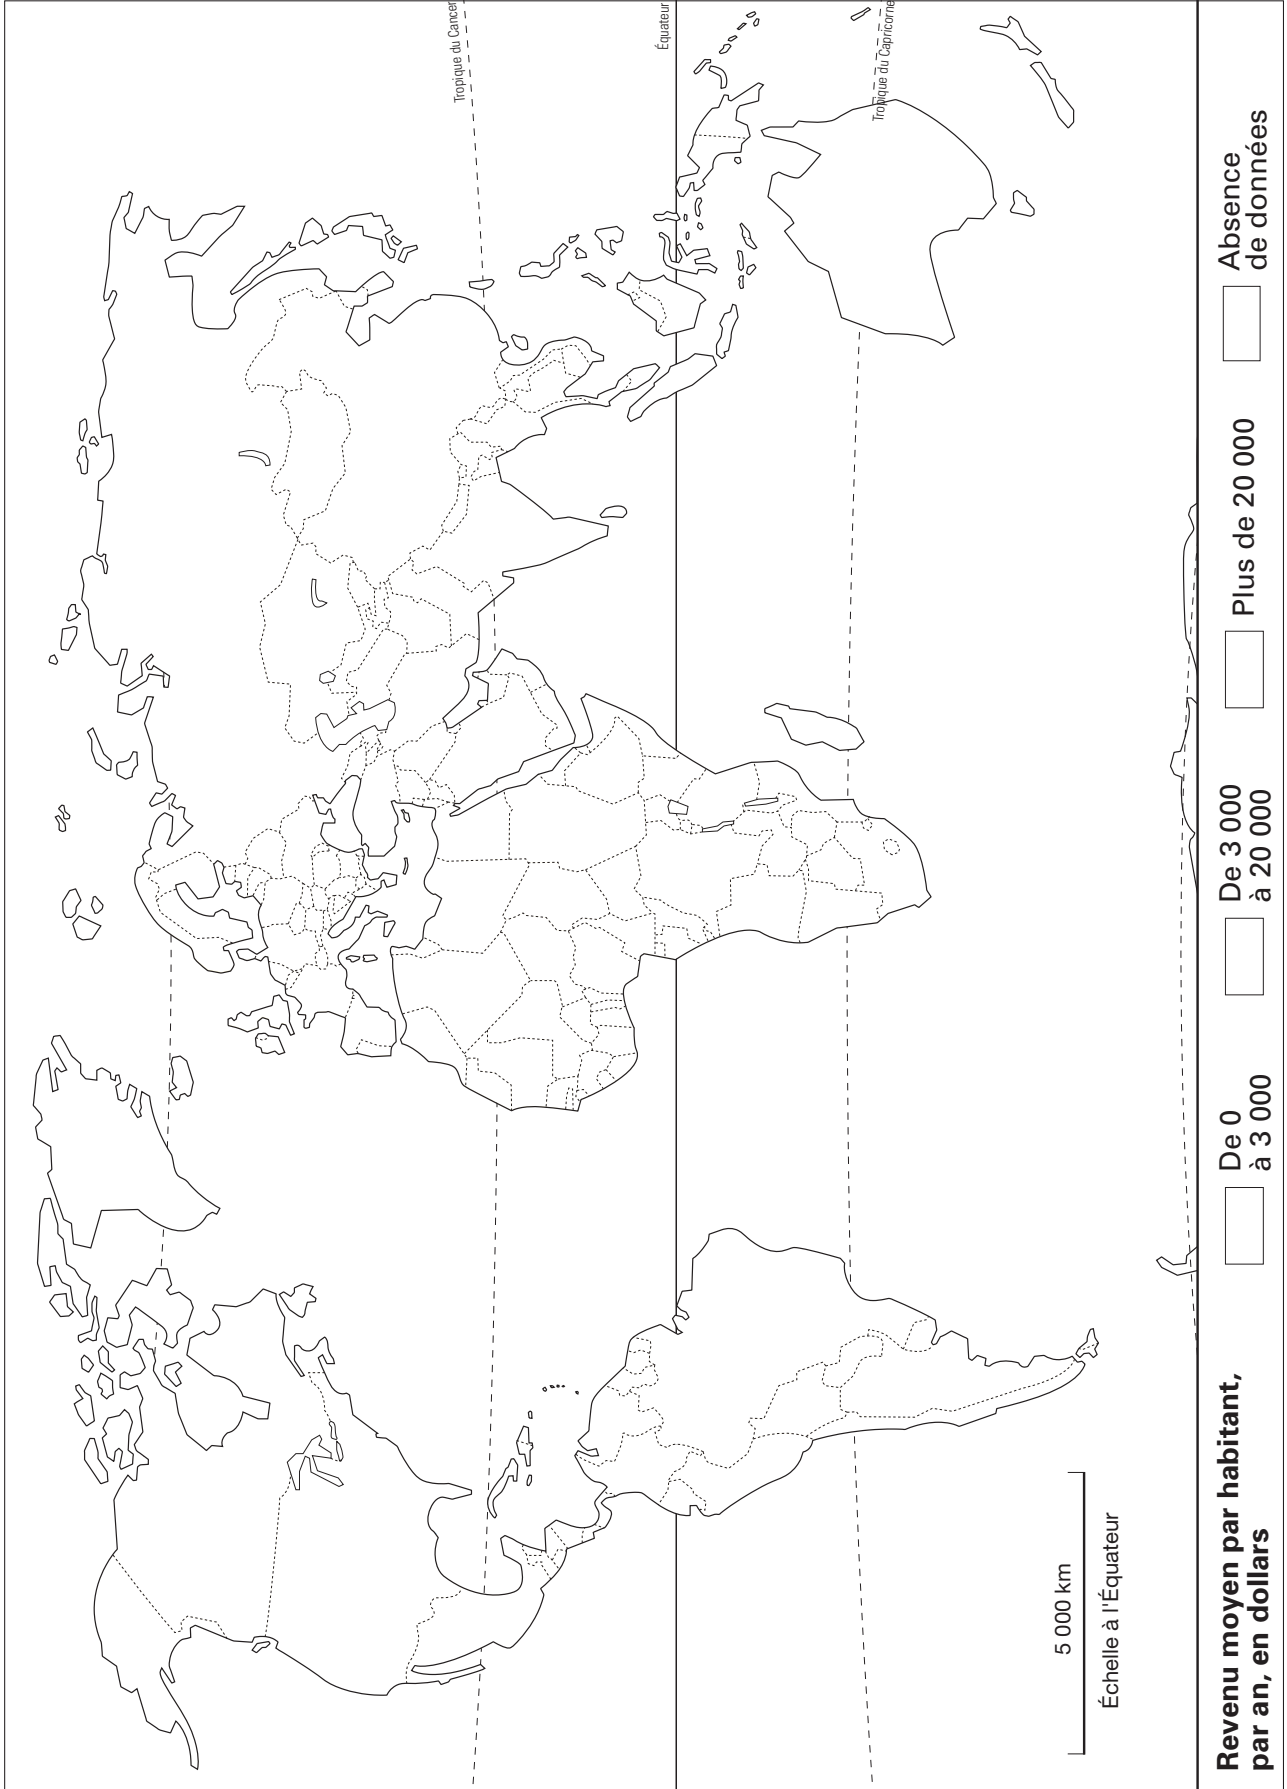 Tropique du Cancer
Équateur
Tropique du Capricorne
5 000 km
Échelle à l'Équateur
Revenu moyen par habitant,
par an, en dollars
De 0
à 3 000
De 3 000
à 20 000
Plus de 20 000
Absence
de données